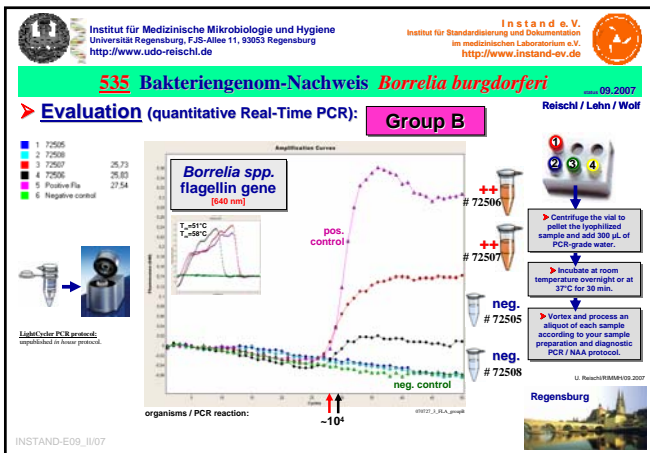 Institut für Medizinische Mikrobiologie und Hygiene
Universität Regensburg, FJS-Allee 11, 93053 Regensburg
http://www.udo-reischl.de
Instand e.V.
Institut für Standardisierung und Dokumentation
im medizinischen Laboratorium e.V.
http://www.instand-ev.de
535 Bakteriengenom-Nachweis Borrelia burgdorferi
09.2007
Evaluation (quantitative Real-Time PCR):
Group B
Reischl / Lehn / Wolf
1 72505
2 72508
3 72507 25,73
4 72506 25,83
5 Positive Fla 27,54
6 Negative control
Amplification Curves
Borrelia spp.
flagellin gene
[640 nm]
Tm=51°C
Tm=58°C
pos.
control
neg. control
Cycles
++
# 72506
++
# 72507
neg.
# 72505
neg.
# 72508
1
2 3 4
Centrifuge the vial to
pellet the lyophilized
sample and add 300 µL of
PCR-grade water.
Incubate at room
temperature overnight or at
37°C for 30 min.
Vortex and process an
aliquot of each sample
according to your sample
preparation and diagnostic
PCR / NAA protocol.
LightCycler PCR protocol:
unpublished in house protocol.
organisms / PCR reaction:
~10⁴
070727_3_FLA_groupB
U. Reischl/RIMMH/09.2007
Regensburg
INSTAND-E09_II/07